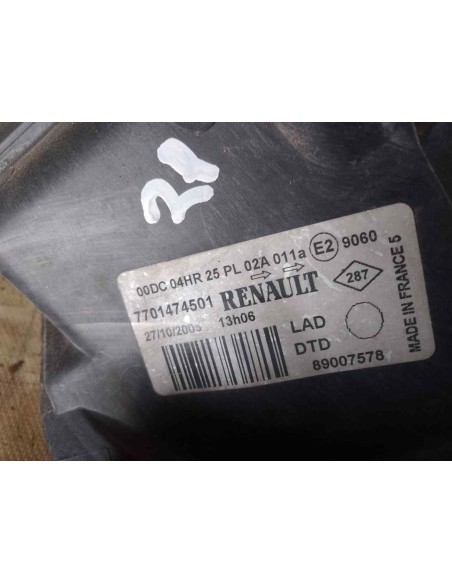 21
00DC 04HR 25 PL 02A 011a E2 9060
7701474501 RENAULT 287
27/10/2005 13h06 LAD
DTD
89007578
MADE IN FRANCE 5